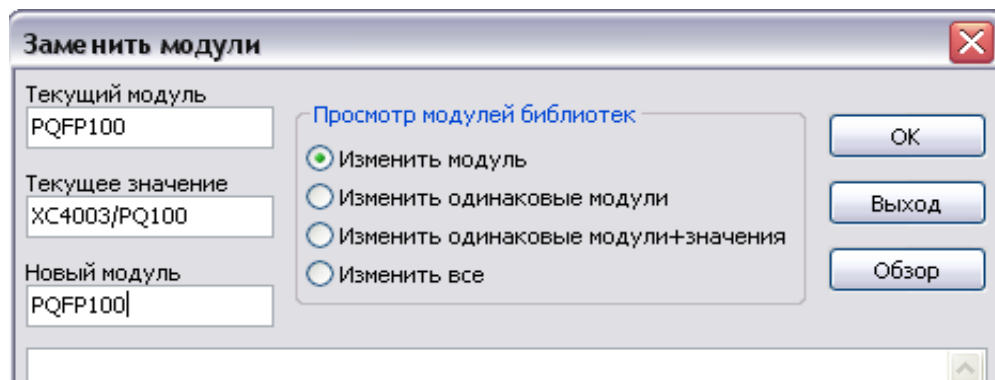 Заменить модули
Текущий модуль
PQFP100
Текущее значение
XC4003/PQ100
Новый модуль
PQFP100
Просмотр модулей библиотек
Изменить модуль
Изменить одинаковые модули
Изменить одинаковые модули+значения
Изменить все
OK
Выход
Обзор